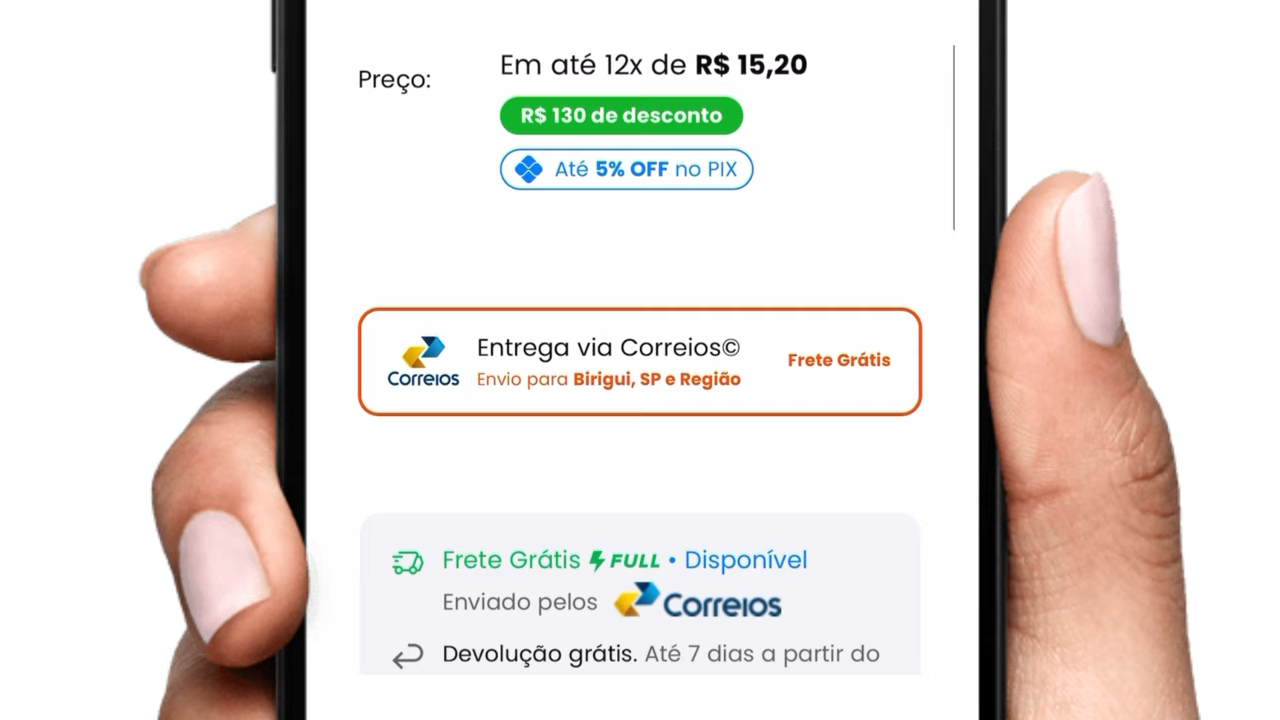 Em até 12x de R$ 15,20
Preço:
R$ 130 de desconto
Até 5% OFF no PIX
Correios
Entrega via Correios©
Envio para Birigui, SP e Região
Frete Grátis
Frete Grátis FULL • Disponível
Enviado pelos Correios
Devolução grátis. Até 7 dias a partir do